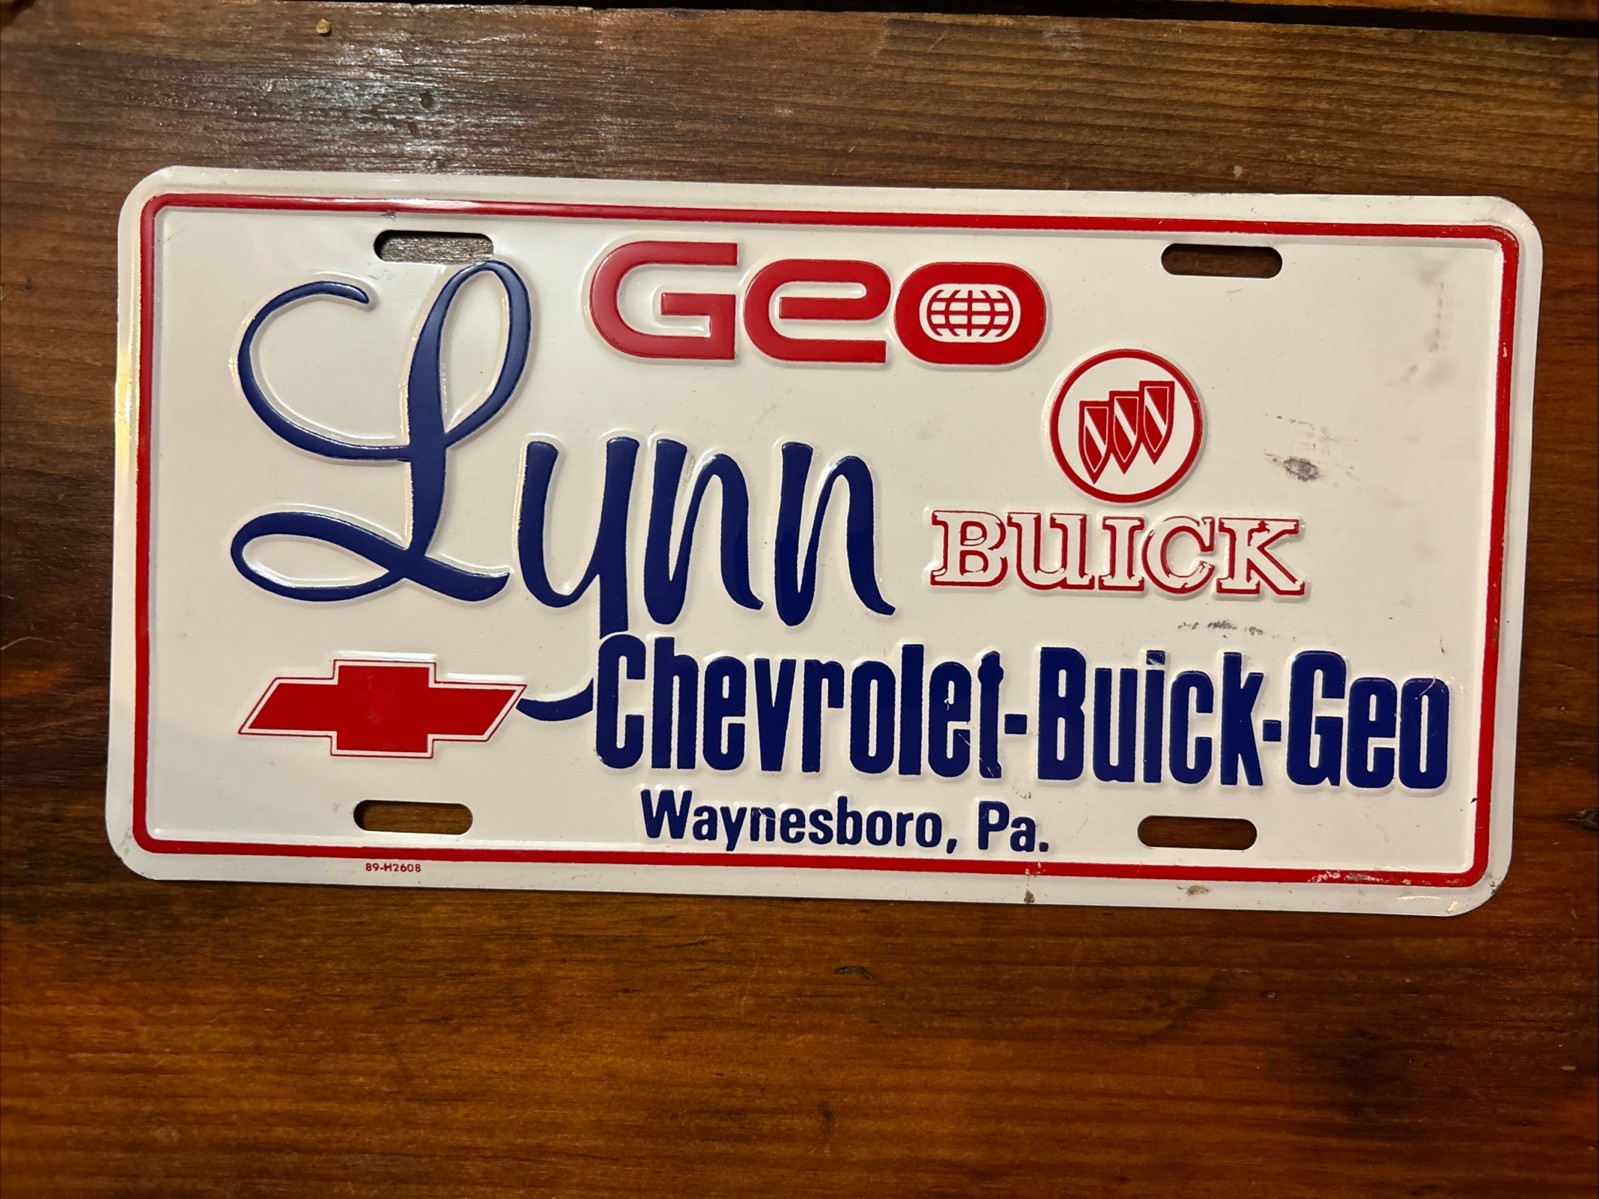 Geo
Lynn
BUICK
Chevrolet-Buick-Geo
Waynesboro, Pa.
89-H2608